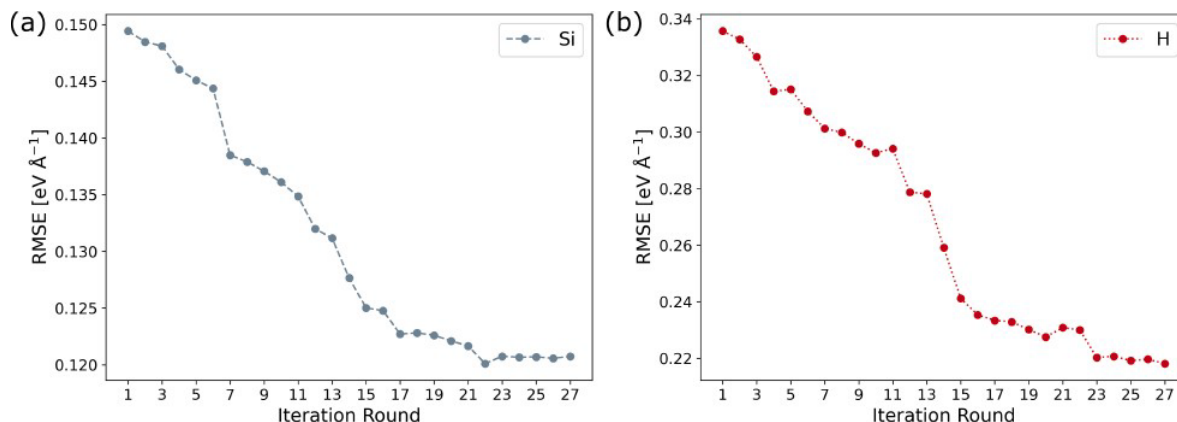 (a)
Si
RMSE [eV Å⁻¹]
0.150
0.145
0.140
0.135
0.130
0.125
0.120
1 3 5 7 9 11 13 15 17 19 21 23 25 27
Iteration Round
(b)
H
RMSE [eV Å⁻¹]
0.34
0.32
0.30
0.28
0.26
0.24
0.22
1 3 5 7 9 11 13 15 17 19 21 23 25 27
Iteration Round